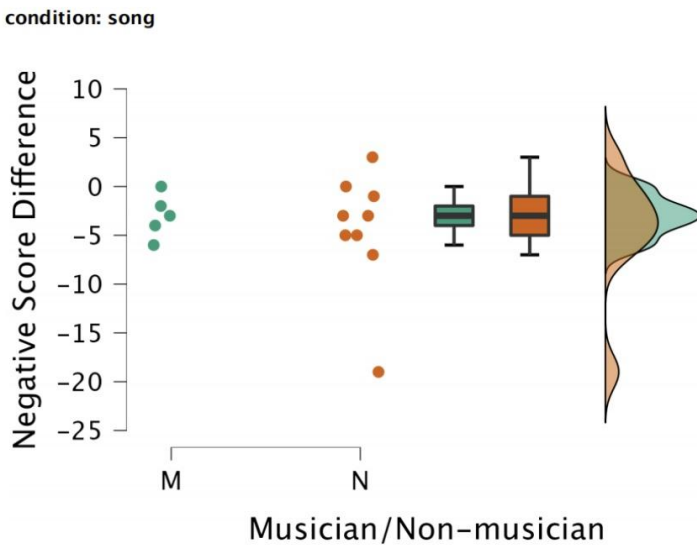 condition: song
Negative Score Difference
10
5
0
−5
−10
−15
−20
−25
M N
Musician/Non−musician